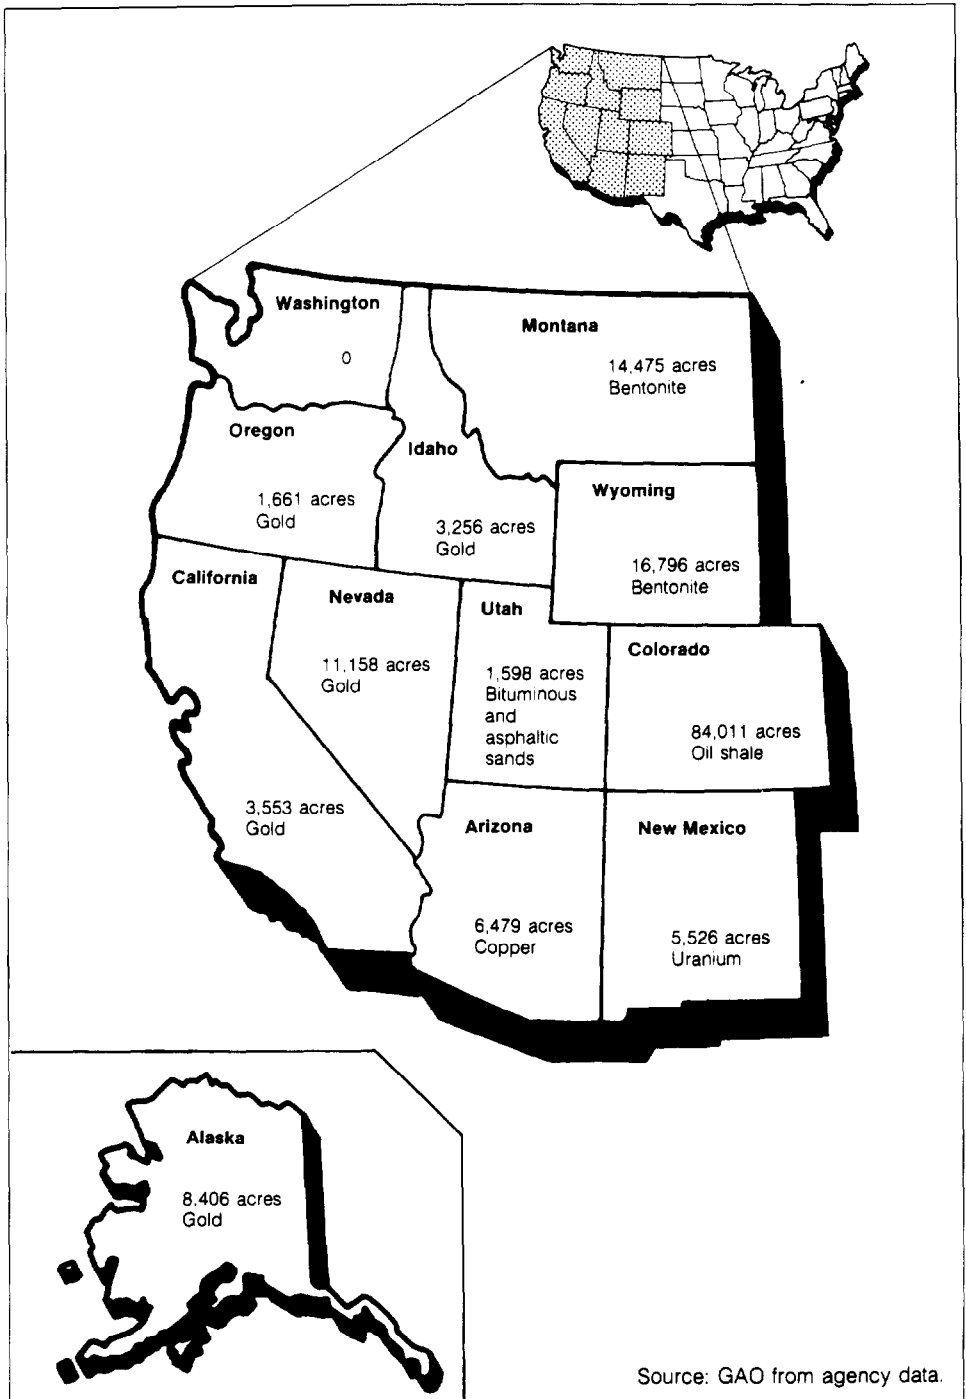 Washington
0
Montana
14,475 acres
Bentonite
Oregon
1,661 acres
Gold
Idaho
3,256 acres
Gold
Wyoming
16,796 acres
Bentonite
California
3,553 acres
Gold
Nevada
11,158 acres
Gold
Utah
1,598 acres
Bituminous
and
asphaltic
sands
Colorado
84,011 acres
Oil shale
Arizona
6,479 acres
Copper
New Mexico
5,526 acres
Uranium
Alaska
8,406 acres
Gold
Source: GAO from agency data.